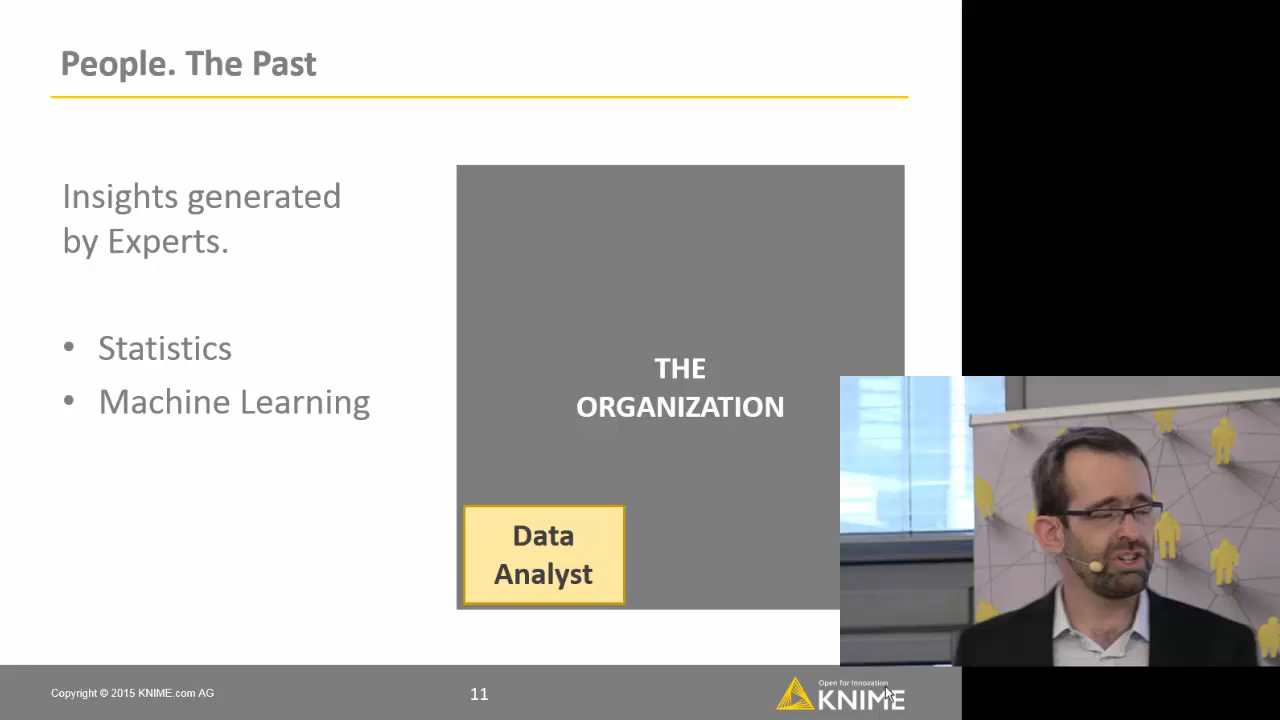 People. The Past
Insights generated
by Experts.
• Statistics
• Machine Learning
THE
ORGANIZATION
Data
Analyst
Copyright © 2015 KNIME.com AG
11
Open for Innovation
KNIME